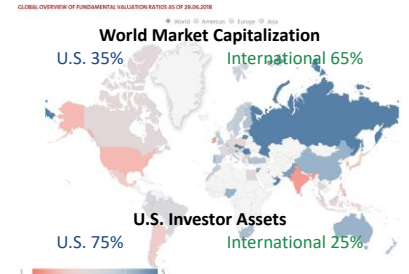 GLOBAL OVERVIEW OF FUNDAMENTAL VALUATION RATIOS AS OF 29.06.2018
World Americas Europe Asia
World Market Capitalization
U.S. 35% International 65%
U.S. Investor Assets
U.S. 75% International 25%
1 5